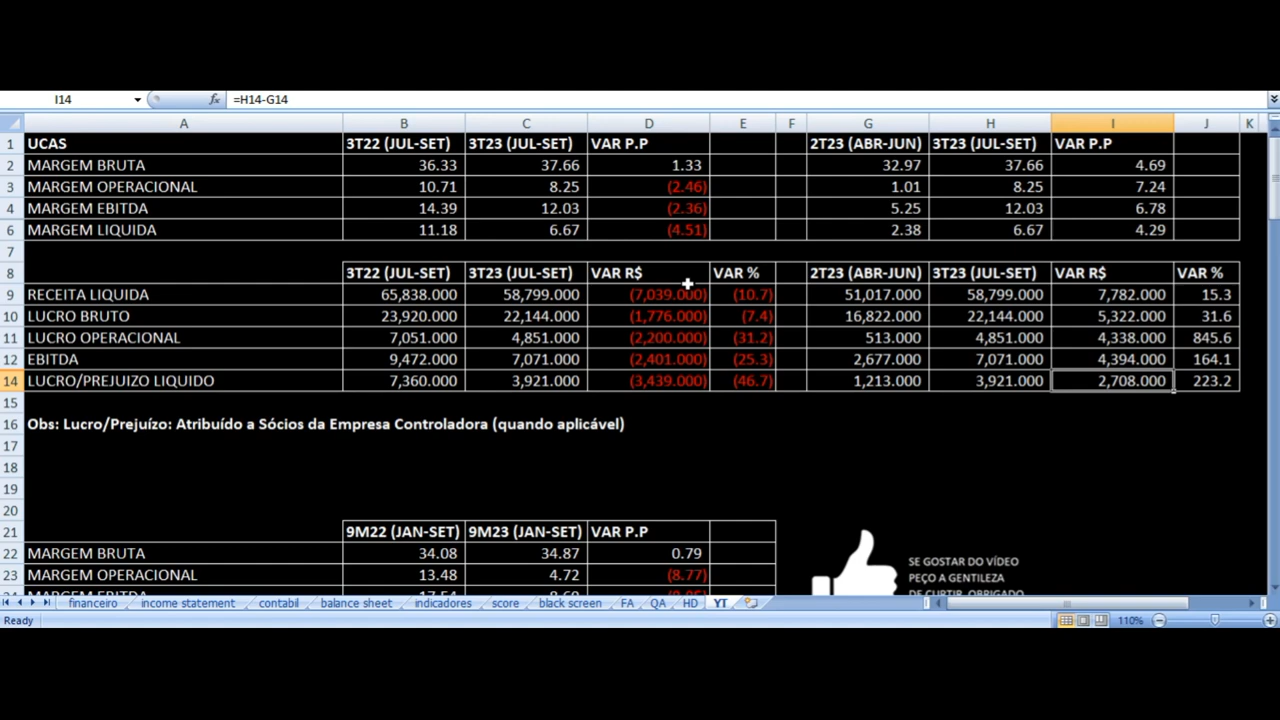 I14 fx =H14-G14
A B C D E F G H I J K
1 UCAS 3T22 (JUL-SET) 3T23 (JUL-SET) VAR P.P 2T23 (ABR-JUN) 3T23 (JUL-SET) VAR P.P
2 MARGEM BRUTA 36.33 37.66 1.33 32.97 37.66 4.69
3 MARGEM OPERACIONAL 10.71 8.25 (2.46) 1.01 8.25 7.24
4 MARGEM EBITDA 14.39 12.03 (2.36) 5.25 12.03 6.78
6 MARGEM LIQUIDA 11.18 6.67 (4.51) 2.38 6.67 4.29
7
8 3T22 (JUL-SET) 3T23 (JUL-SET) VAR R$ VAR % 2T23 (ABR-JUN) 3T23 (JUL-SET) VAR R$ VAR %
9 RECEITA LIQUIDA 65,838.000 58,799.000 (7,039.000) (10.7) 51,017.000 58,799.000 7,782.000 15.3
10 LUCRO BRUTO 23,920.000 22,144.000 (1,776.000) (7.4) 16,822.000 22,144.000 5,322.000 31.6
11 LUCRO OPERACIONAL 7,051.000 4,851.000 (2,200.000) (31.2) 513.000 4,851.000 4,338.000 845.6
12 EBITDA 9,472.000 7,071.000 (2,401.000) (25.3) 2,677.000 7,071.000 4,394.000 164.1
14 LUCRO/PREJUIZO LIQUIDO 7,360.000 3,921.000 (3,439.000) (46.7) 1,213.000 3,921.000 2,708.000 223.2
15
16 Obs: Lucro/Prejuízo: Atribuído a Sócios da Empresa Controladora (quando aplicável)
17
18
19
20
21 9M22 (JAN-SET) 9M23 (JAN-SET) VAR P.P
22 MARGEM BRUTA 34.08 34.87 0.79
SE GOSTAR DO VÍDEO
23 MARGEM OPERACIONAL 13.48 4.72 (8.77)
PEÇO A GENTILEZA
DE CURTIR. OBRIGADO
24 MARGEM EBITDA
financeiro income statement contabil balance sheet indicadores score black screen FA QA HD YT
Ready 110%